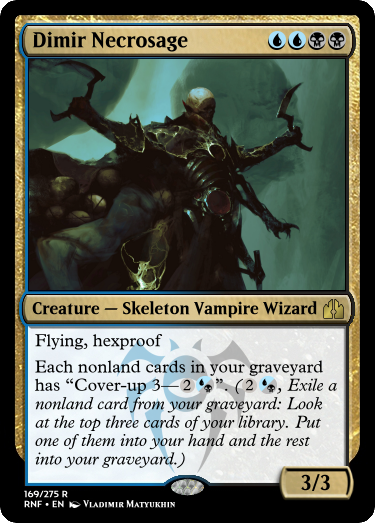 Dimir Necrosage
Creature — Skeleton Vampire Wizard
Flying, hexproof
Each nonland cards in your graveyard
has “Cover-up 3— 2 ”. ( 2 , Exile a
nonland card from your graveyard: Look
at the top three cards of your library. Put
one of them into your hand and the rest
into your graveyard.)
3/3
169/275 R
RNF • EN Vladimir Matyukhin